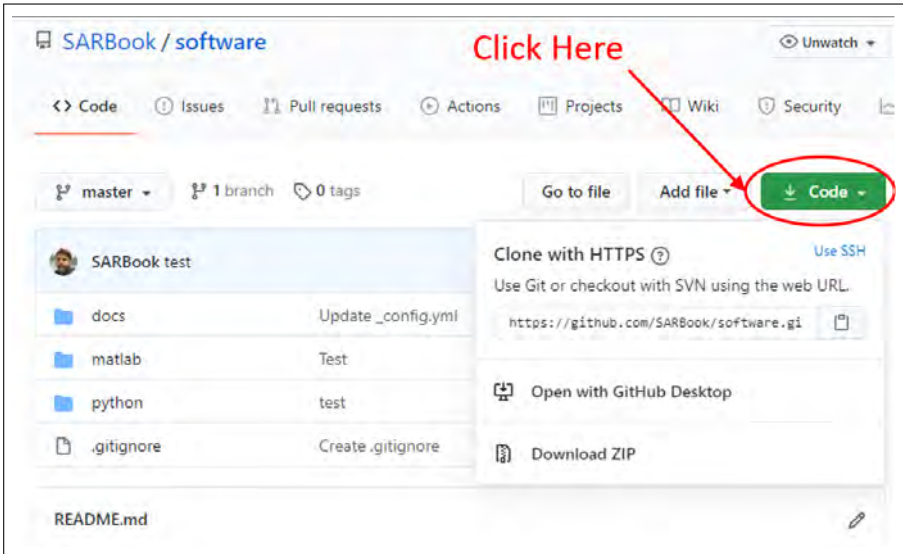 SARBook / software
Click Here
Unwatch
<> Code Issues Pull requests Actions Projects Wiki Security
master 1 branch 0 tags Go to file Add file Code
SARBook test
Clone with HTTPS ? Use SSH
Use Git or checkout with SVN using the web URL.
docs Update _config.yml
https://github.com/SARBook/software.gi
matlab Test
python test
Open with GitHub Desktop
.gitignore Create .gitignore
Download ZIP
README.md